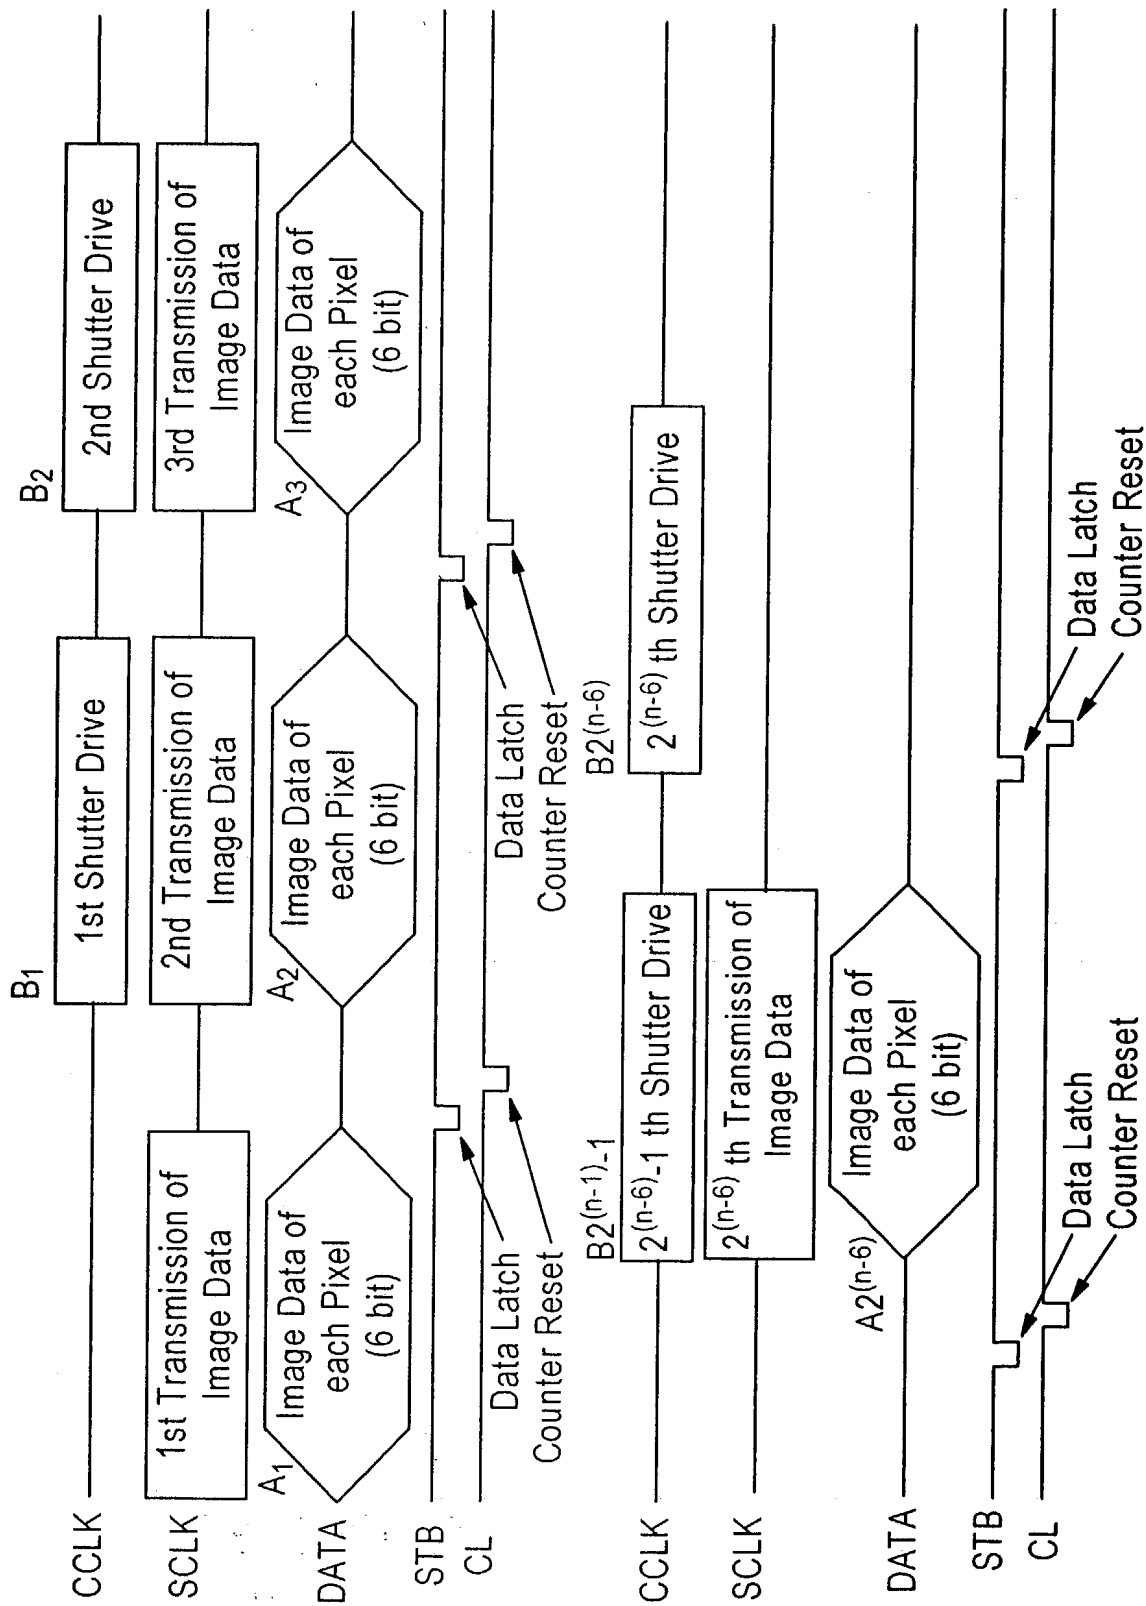 B1
B2
CCLK
1st Shutter Drive
2nd Shutter Drive
SCLK
1st Transmission of
Image Data
2nd Transmission of
Image Data
3rd Transmission of
Image Data
A1
A2
A3
DATA
Image Data of
each Pixel
(6 bit)
Image Data of
each Pixel
(6 bit)
Image Data of
each Pixel
(6 bit)
STB
CL
Data Latch
Counter Reset
Data Latch
Counter Reset
B2(n-1)-1
B2(n-6)
CCLK
2(n-6)-1 th Shutter Drive
2(n-6) th Shutter Drive
SCLK
2(n-6) th Transmission of
Image Data
A2(n-6)
DATA
Image Data of
each Pixel
(6 bit)
STB
CL
Data Latch
Counter Reset
Data Latch
Counter Reset